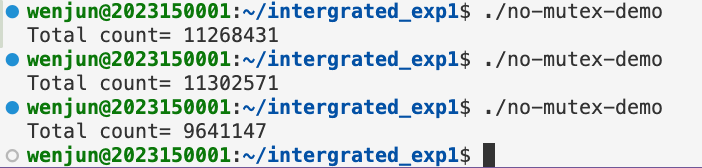 wenjun@2023150001:~/intergrated_exp1$ ./no-mutex-demo
Total count= 11268431
wenjun@2023150001:~/intergrated_exp1$ ./no-mutex-demo
Total count= 11302571
wenjun@2023150001:~/intergrated_exp1$ ./no-mutex-demo
Total count= 9641147
wenjun@2023150001:~/intergrated_exp1$